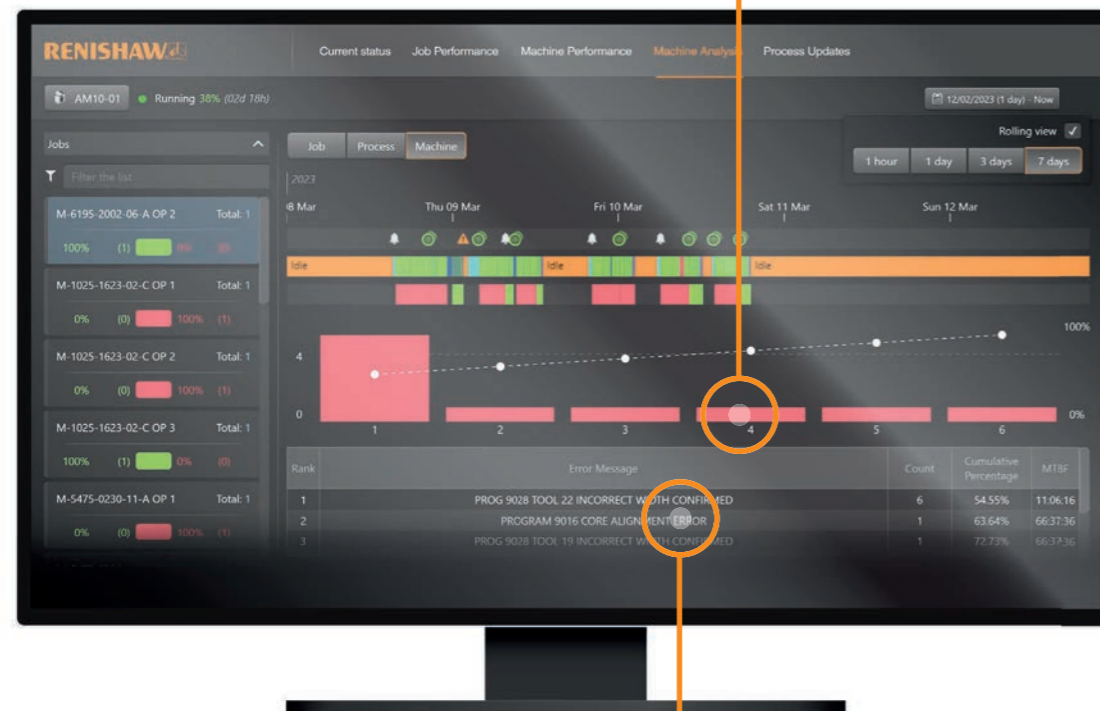 RENISHAW
Current status Job Performance Machine Performance Machine Analysis Process Updates
AM10-01 Running 38% (02d 18h)
12/02/2023 (1 day) - Now
Rolling view
1 hour 1 day 3 days 7 days
Jobs
Filter the list
Job Process Machine
2023
8 Mar Thu 09 Mar Fri 10 Mar Sat 11 Mar Sun 12 Mar
M-6195-2002-06-A OP 2 Total: 1
100% (1) 0% (0)
Idle Idle Idle
M-1025-1623-02-C OP 1 Total: 1
0% (0) 100% (1)
M-1025-1623-02-C OP 2 Total: 1
0% (0) 100% (1)
M-1025-1623-02-C OP 3 Total: 1
100% (1) 0% (0)
M-5475-0230-11-A OP 1 Total: 1
0% (0) 100% (1)
100%
4
0 0%
1 2 3 4 5 6
Rank Error Message Count Cumulative Percentage MTBF
1 PROG 9028 TOOL 22 INCORRECT WIDTH CONFIRMED 6 54.55% 11:06:16
2 PROGRAM 9016 CORE ALIGNMENT ERROR 1 63.64% 66:37:36
3 PROG 9028 TOOL 19 INCORRECT WIDTH CONFIRMED 1 72.73% 66:37:36